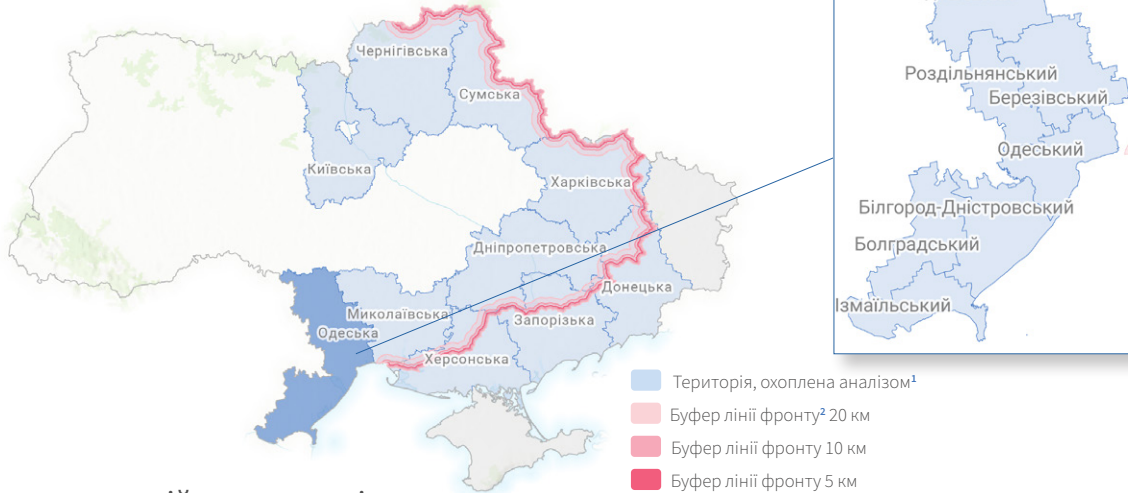 Чернігівська
Сумська
Київська
Харківська
Дніпропетровська
Донецька
Миколаївська
Запорізька
Одеська
Херсонська
Роздільнянський
Березівський
Одеський
Білгород-Дністровський
Болградський
Ізмаїльський
Територія, охоплена аналізом¹
Буфер лінії фронту² 20 км
Буфер лінії фронту 10 км
Буфер лінії фронту 5 км